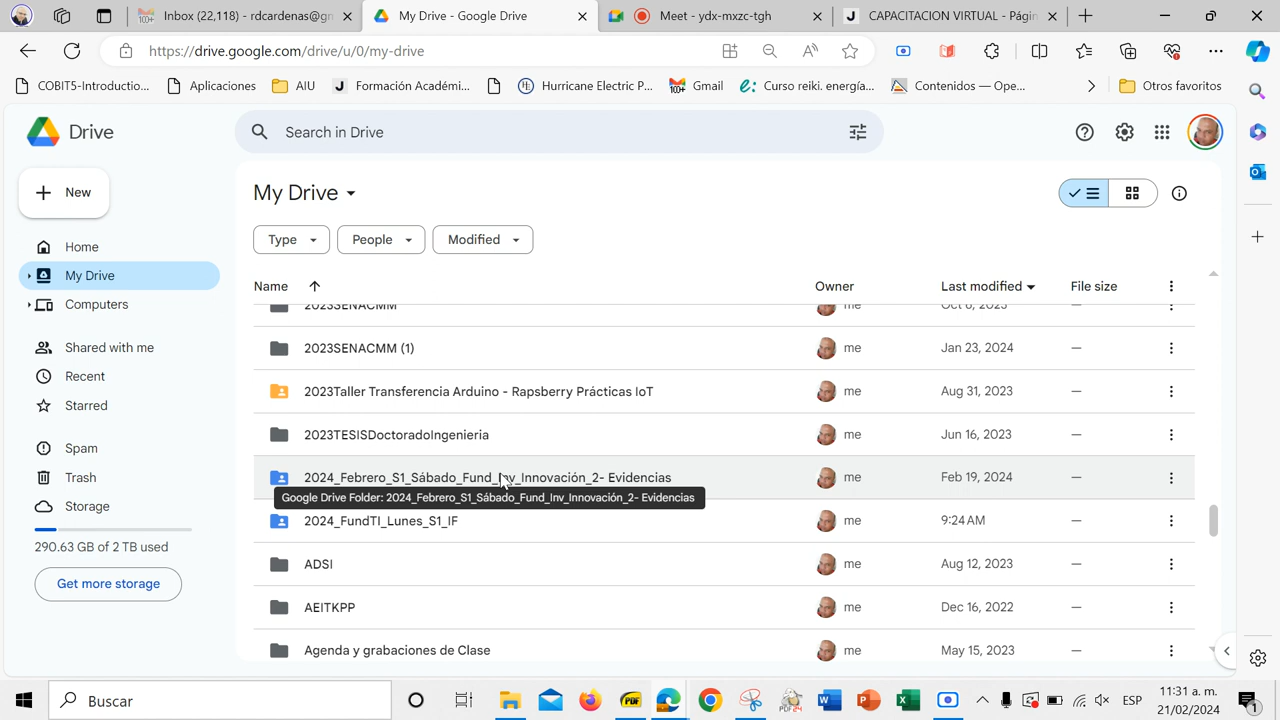 Inbox (22,118) - rdcardenas@gn
My Drive - Google Drive
Meet - ydx-mnxc-tgh
CAPACITACION VIRTUAL - Págin
https://drive.google.com/drive/u/0/my-drive
COBIT5-Introductio...
Aplicaciones
AIU
Formación Académi...
Hurricane Electric P...
Gmail
Curso reiki. energía...
Contenidos — Ope...
Otros favoritos
Drive
Search in Drive
New
My Drive
Type
People
Modified
Home
My Drive
Computers
Shared with me
Recent
Starred
Spam
Trash
Storage
290.63 GB of 2 TB used
Get more storage
Name
Owner
Last modified
File size
2023SENACMM me Oct 6, 2023
2023SENACMM (1) me Jan 23, 2024 —
2023Taller Transferencia Arduino - Rapsberry Prácticas IoT me Aug 31, 2023 —
2023TESISDoctoradoIngenieria me Jun 16, 2023 —
2024_Febrero_S1_Sábado_Fund_Inv_Innovación_2- Evidencias me Feb 19, 2024 —
Google Drive Folder: 2024_Febrero_S1_Sábado_Fund_Inv_Innovación_2- Evidencias
2024_FundTI_Lunes_S1_IF me 9:24 AM —
ADSI me Aug 12, 2023 —
AEITKPP me Dec 16, 2022 —
Agenda y grabaciones de Clase me May 15, 2023 —
Buscar
ESP
11:31 a. m.
21/02/2024